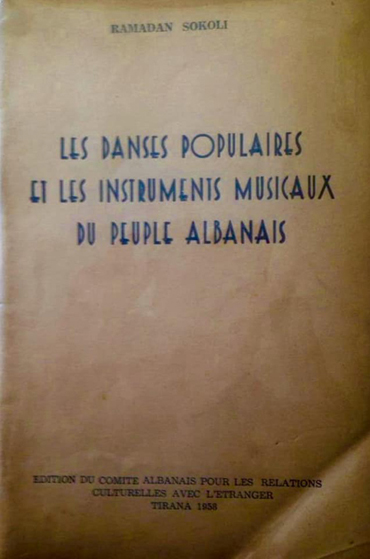 RAMADAN SOKOLI
LES DANSES POPULAIRES
ET LES INSTRUMENTS MUSICAUX
DU PEUPLE ALBANAIS
EDITION DU COMITE ALBANAIS POUR LES RELATIONS
CULTURELLES AVEC L'ETRANGER
TIRANA 1958